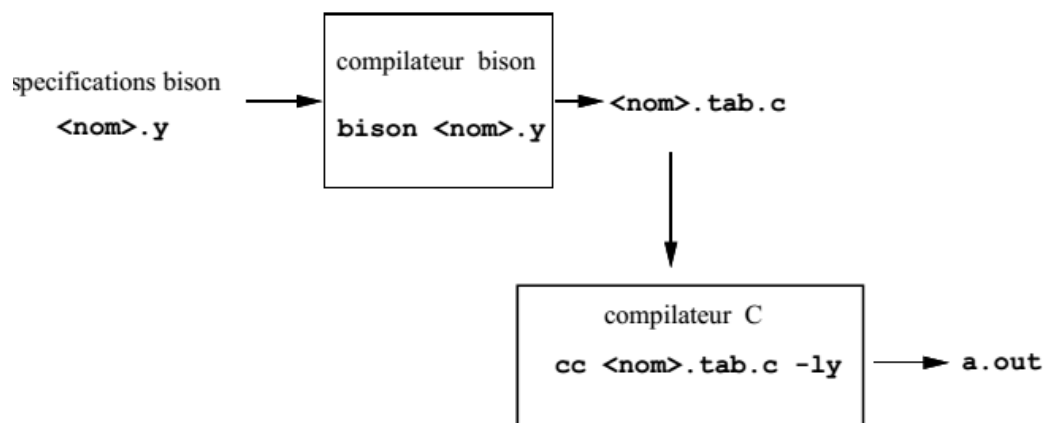 specifications bison
<nom>.y
compilateur bison
bison <nom>.y
<nom>.tab.c
compilateur C
cc <nom>.tab.c -ly
a.out